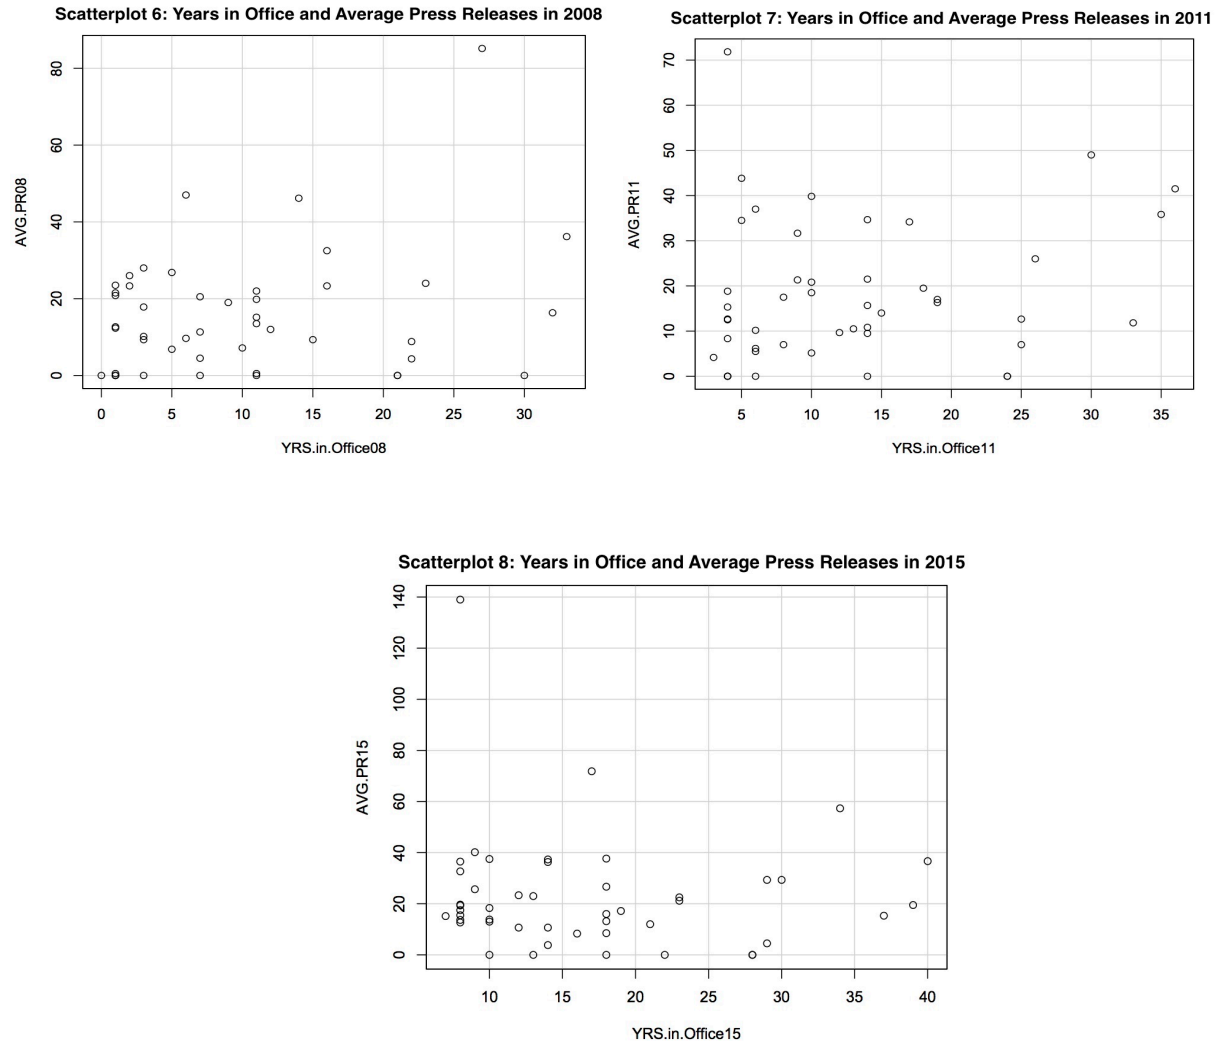 Scatterplot 6: Years in Office and Average Press Releases in 2008
80
60
40
20
0
AVG.PR08
0 5 10 15 20 25 30
YRS.in.Office08
Scatterplot 7: Years in Office and Average Press Releases in 2011
70
60
50
40
30
20
10
0
AVG.PR11
5 10 15 20 25 30 35
YRS.in.Office11
Scatterplot 8: Years in Office and Average Press Releases in 2015
140
120
100
80
60
40
20
0
AVG.PR15
10 15 20 25 30 35 40
YRS.in.Office15